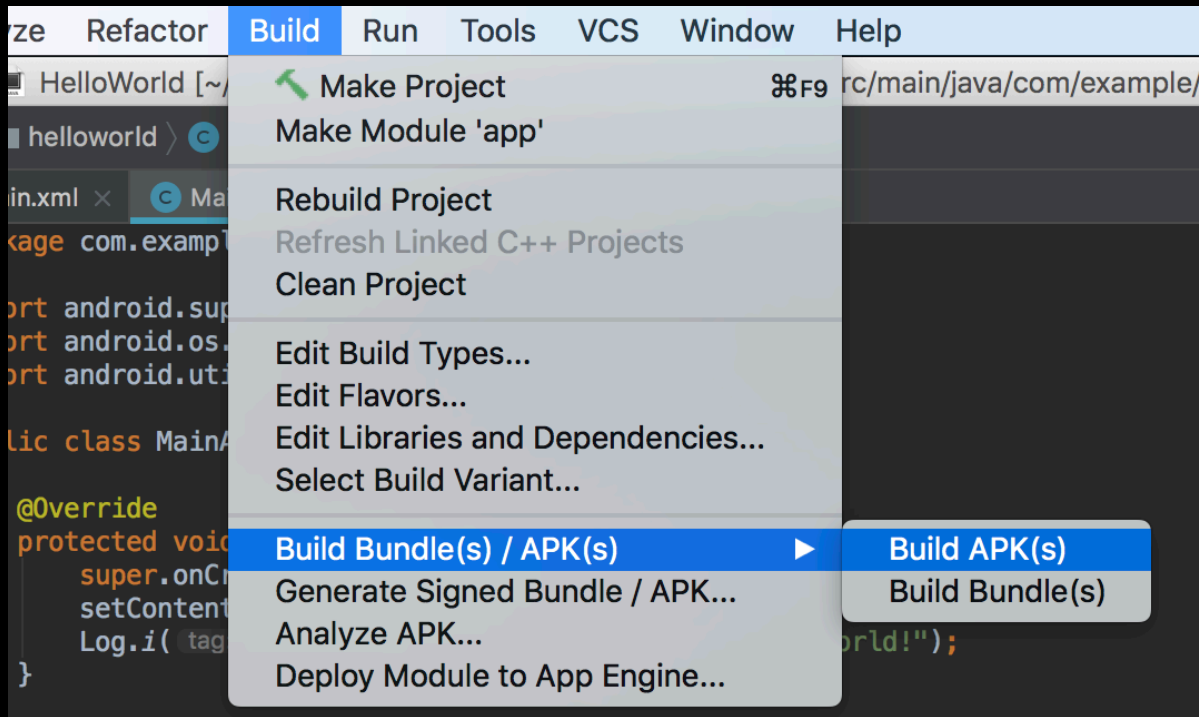 yze Refactor Build Run Tools VCS Window Help
HelloWorld [~/ rc/main/java/com/example/
helloworld
in.xml × C Mai
Make Project ⌘F9
Make Module 'app'
Rebuild Project
Refresh Linked C++ Projects
Clean Project
Edit Build Types...
Edit Flavors...
Edit Libraries and Dependencies...
Select Build Variant...
Build Bundle(s) / APK(s) ▶
Generate Signed Bundle / APK...
Analyze APK...
Deploy Module to App Engine...
Build APK(s)
Build Bundle(s)
kage com.exampl
ort android.sup
ort android.os.
ort android.uti
lic class MainA
@Override
protected void
super.onCr
setContent
Log.i( tag orld!");
}